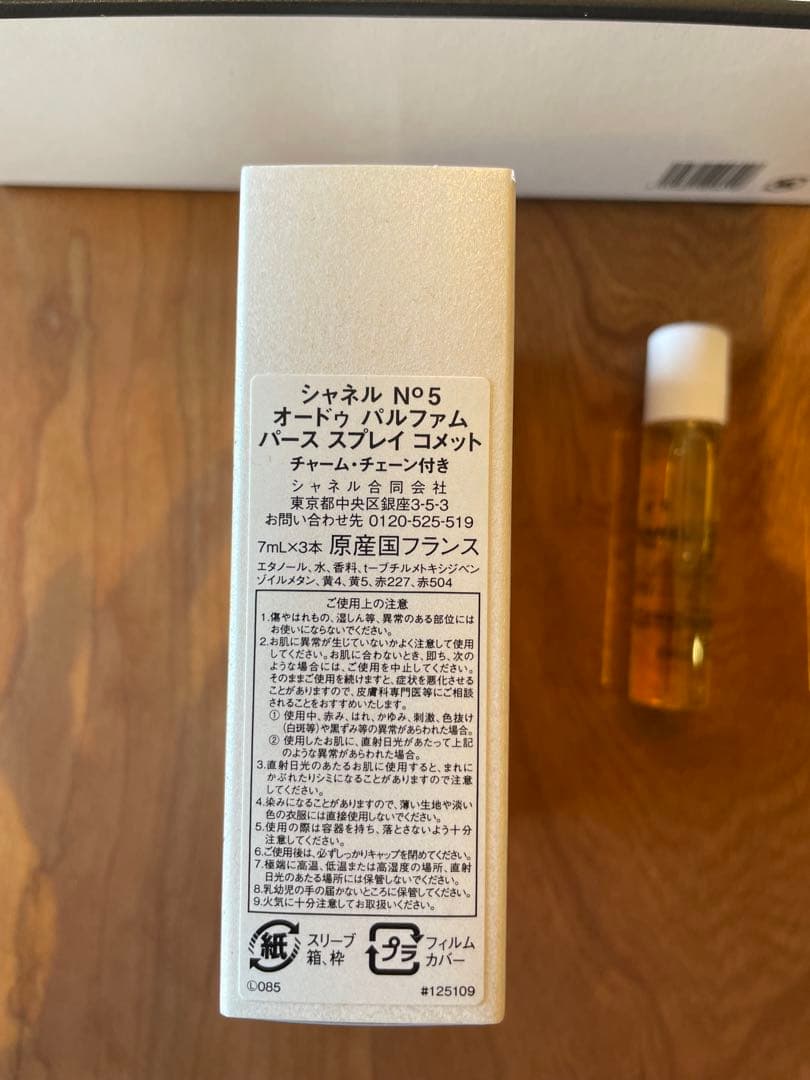 シャネル Nº5
オードゥ パルファム
パース スプレイ コメット
チャーム・チェーン付き
シャネル合同会社
東京都中央区銀座3-5-3
お問い合わせ先 0120-525-519
7mL×3本 原産国フランス
エタノール、水、香料、t-ブチルメトキシジベン
ゾイルメタン、黄4、黄5、赤227、赤504
ご使用上の注意
1.傷やはれもの、湿しん等、異常のある部位には
お使いにならないでください。
2.お肌に異常が生じていないかよく注意して使用
してください。お肌に合わないとき、即ち、次の
ような場合には、ご使用を中止してください。
そのままご使用を続けますと、症状を悪化させる
ことがありますので、皮膚科専門医等にご相談
されることをおすすめいたします。
① 使用中、赤み、はれ、かゆみ、刺激、色抜け
(白斑等)や黒ずみ等の異常があらわれた場合。
② 使用したお肌に、直射日光があたって上記
のような異常があらわれた場合。
3.直射日光のあたるお肌に使用すると、まれに
かぶれたりシミになることがありますので注意
してください。
4.染みになることがありますので、薄い生地や淡い
色の衣服には直接使用しないでください。
5.使用の際は容器を持ち、落とさないよう十分
注意してください。
6.ご使用後は、必ずしっかりキャップを閉めてください。
7.極端に高温、低温または高湿度の場所、直射
日光のあたる場所には保管しないでください。
8.乳幼児の手の届かないところに保管してください。
9.火気に十分注意してお取扱いください。
紙 スリーブ
箱、枠
プラ フィルム
カバー
Ⓛ085
#125109